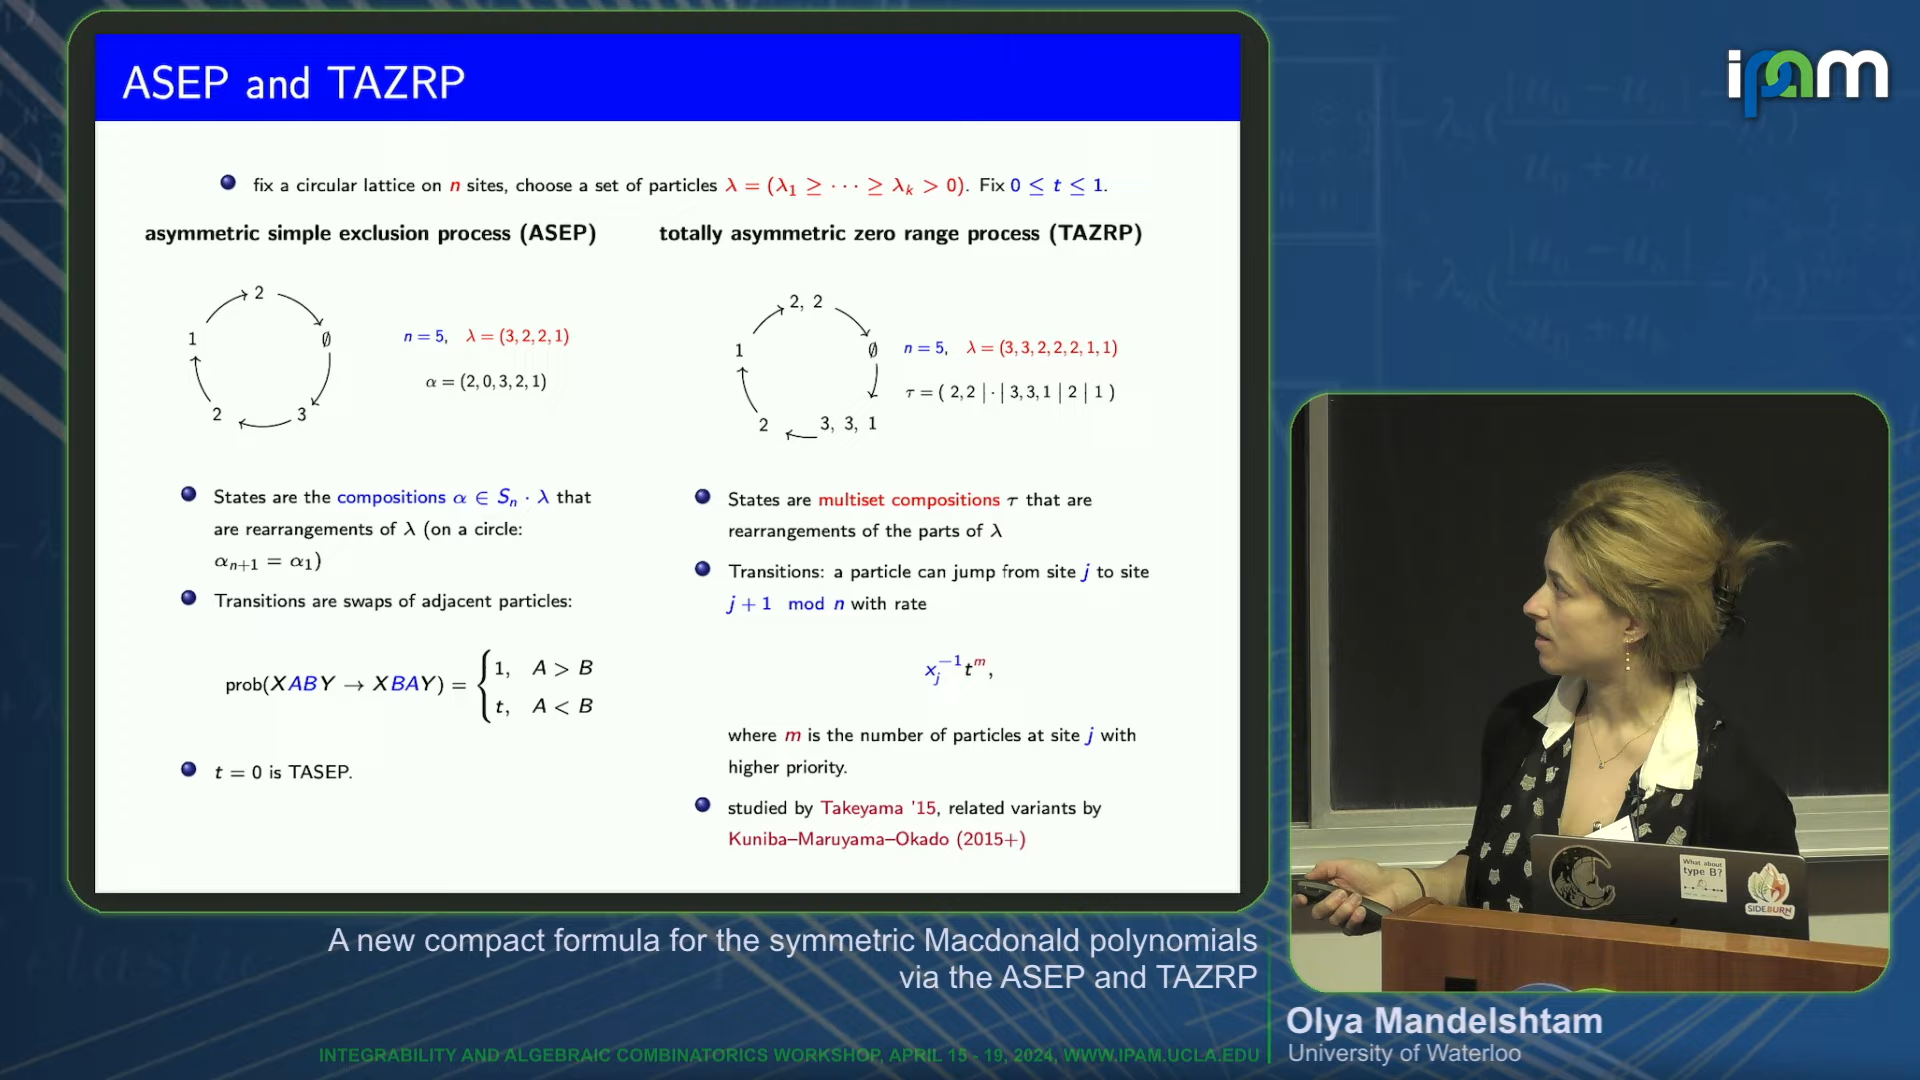 ipam
ASEP and TAZRP
fix a circular lattice on n sites, choose a set of particles λ = (λ₁ ≥ ··· ≥ λₖ > 0). Fix 0 ≤ t ≤ 1.
asymmetric simple exclusion process (ASEP)
2
1
∅
2
3
n = 5, λ = (3, 2, 2, 1)
α = (2, 0, 3, 2, 1)
States are the compositions α ∈ Sₙ · λ that
are rearrangements of λ (on a circle:
αₙ₊₁ = α₁)
Transitions are swaps of adjacent particles:
prob(XABY → XBAY) = { 1, A > B
t, A < B
t = 0 is TASEP.
totally asymmetric zero range process (TAZRP)
2, 2
1
∅
2
3, 3, 1
n = 5, λ = (3, 3, 2, 2, 2, 1, 1)
τ = ( 2, 2 | · | 3, 3, 1 | 2 | 1 )
States are multiset compositions τ that are
rearrangements of the parts of λ
Transitions: a particle can jump from site j to site
j + 1 mod n with rate
xⱼ⁻¹tᵐ,
where m is the number of particles at site j with
higher priority.
studied by Takeyama '15, related variants by
Kuniba–Maruyama–Okado (2015+)
What about
type B?
SIDEBURN
A new compact formula for the symmetric Macdonald polynomials
via the ASEP and TAZRP
Olya Mandelshtam
University of Waterloo
INTEGRABILITY AND ALGEBRAIC COMBINATORICS WORKSHOP, APRIL 15 - 19, 2024, WWW.IPAM.UCLA.EDU